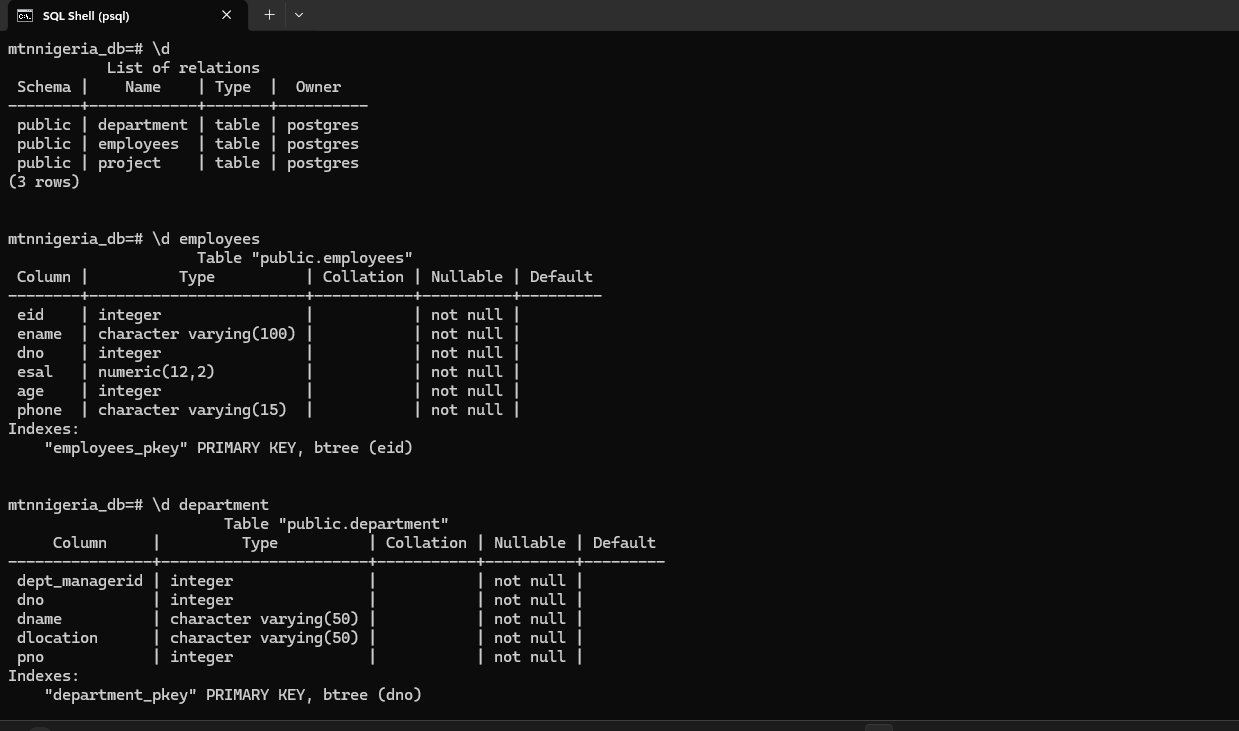 SQL Shell (psql)
mtnnigeria_db=# \d
          List of relations
 Schema |    Name    | Type  |  Owner
--------+------------+-------+----------
 public | department | table | postgres
 public | employees  | table | postgres
 public | project    | table | postgres
(3 rows)
mtnnigeria_db=# \d employees
                     Table "public.employees"
 Column |          Type          | Collation | Nullable | Default
--------+------------------------+-----------+----------+---------
 eid    | integer                |           | not null |
 ename  | character varying(100) |           | not null |
 dno    | integer                |           | not null |
 esal   | numeric(12,2)          |           | not null |
 age    | integer                |           | not null |
 phone  | character varying(15)  |           | not null |
Indexes:
    "employees_pkey" PRIMARY KEY, btree (eid)
mtnnigeria_db=# \d department
                        Table "public.department"
     Column     |         Type          | Collation | Nullable | Default
----------------+-----------------------+-----------+----------+---------
 dept_managerid | integer               |           | not null |
 dno            | integer               |           | not null |
 dname          | character varying(50) |           | not null |
 dlocation      | character varying(50) |           | not null |
 pno            | integer               |           | not null |
Indexes:
    "department_pkey" PRIMARY KEY, btree (dno)